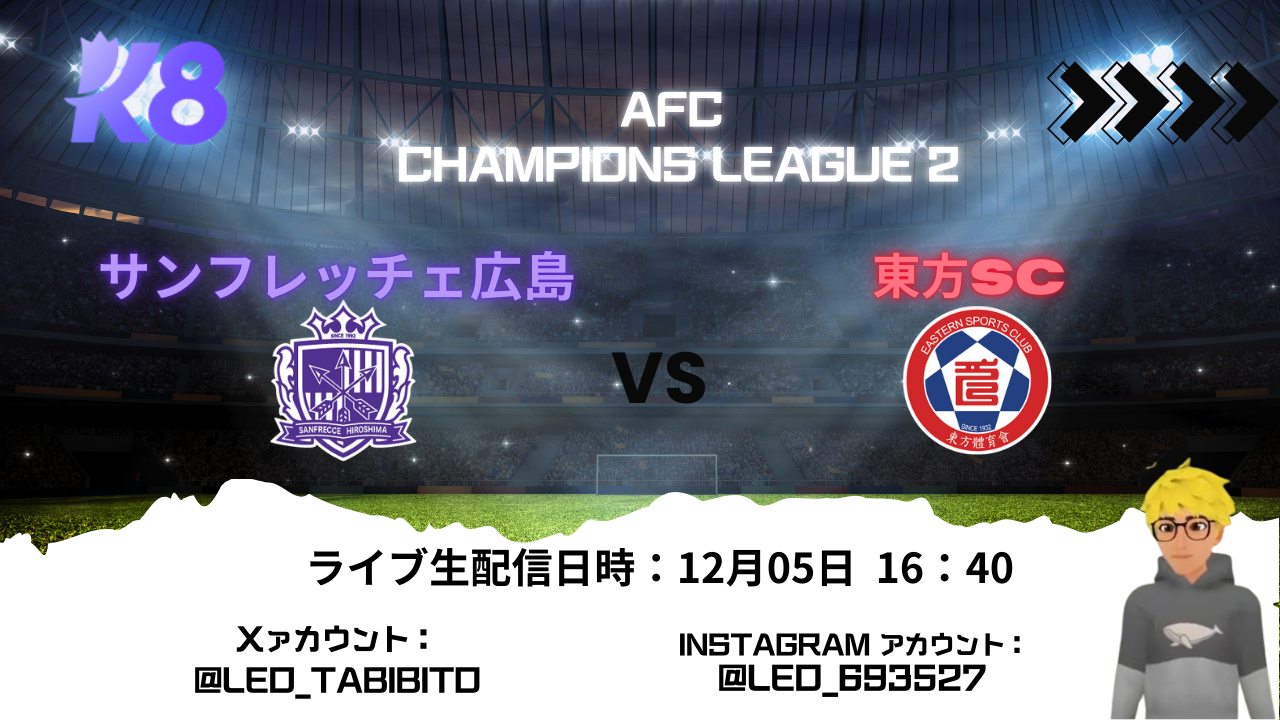 K8
AFC
CHAMPIONS LEAGUE 2
サンフレッチェ広島
東方SC
SINCE 1992
SANFRECCE HIROSHIMA
VS
EASTERN SPORTS CLUB
SINCE 1932
東方體育會
ライブ生配信日時：12月05日 16：40
Xァカウント：
@LEO_TABIBITO
INSTAGRAM アカウント：
@LEO_693527